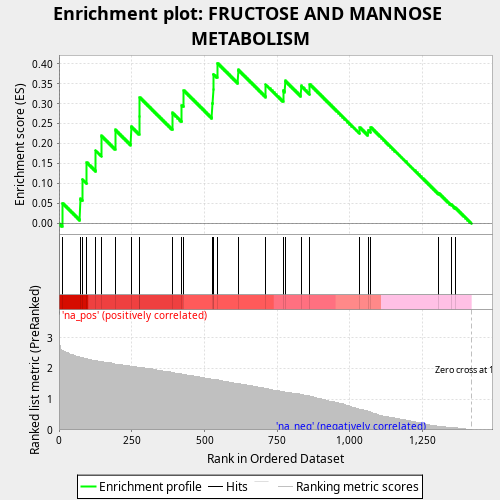 Enrichment plot: FRUCTOSE AND MANNOSE
METABOLISM
Enrichment score (ES)
0.40
0.35
0.30
0.25
0.20
0.15
0.10
0.05
0.00
'na_pos' (positively correlated)
Ranked list metric (PreRanked)
3
2
1
0
Zero cross at 1
'na_neg' (negatively correlated)
0
250
500
750
1,000
1,250
Rank in Ordered Dataset
Enrichment profile
Hits
Ranking metric scores